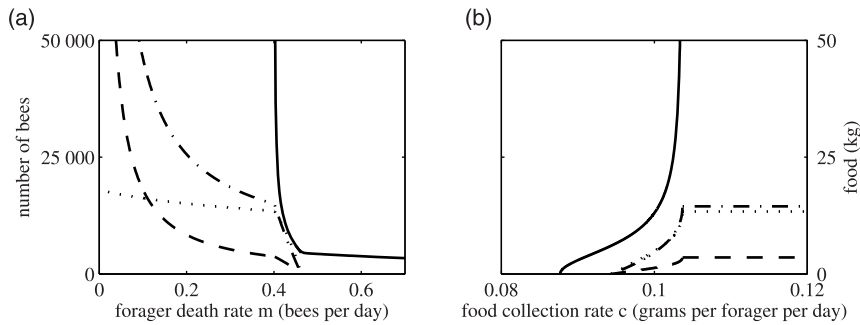 (a)
(b)
50 000
25 000
0
number of bees
0
0.2
0.4
0.6
forager death rate m (bees per day)
50
25
0
food (kg)
0.08
0.1
0.12
food collection rate c (grams per forager per day)